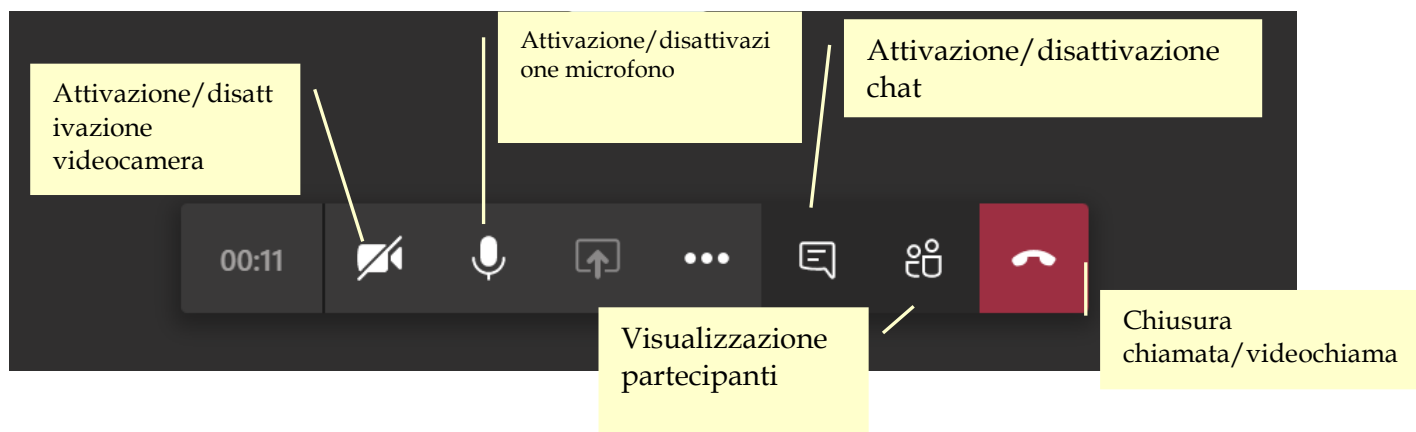 Attivazione/disatt
ivazione
videocamera
Attivazione/disattivazi
one microfono
Attivazione/disattivazione
chat
00:11
Visualizzazione
partecipanti
Chiusura
chiamata/videochiama